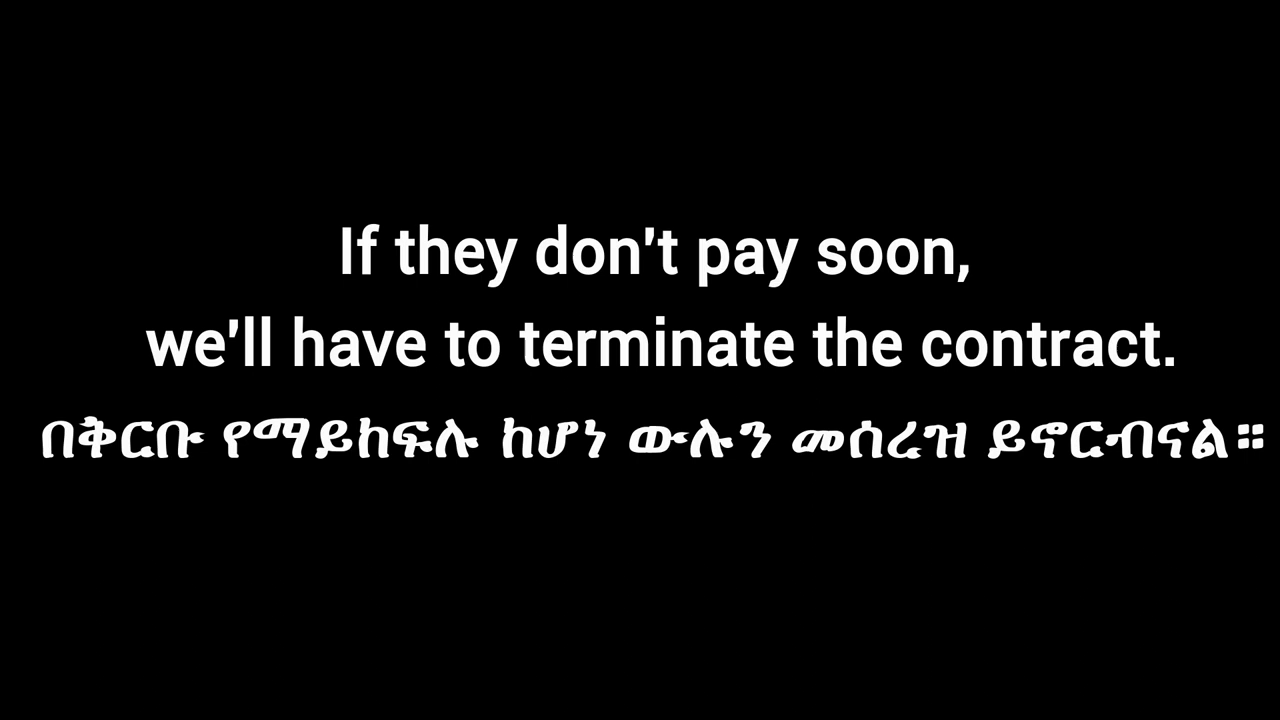 If they don't pay soon,
we'll have to terminate the contract.
በቅርቡ የማይከፍሉ ከሆነ ውሉን መሰረዝ ይኖርብናል።